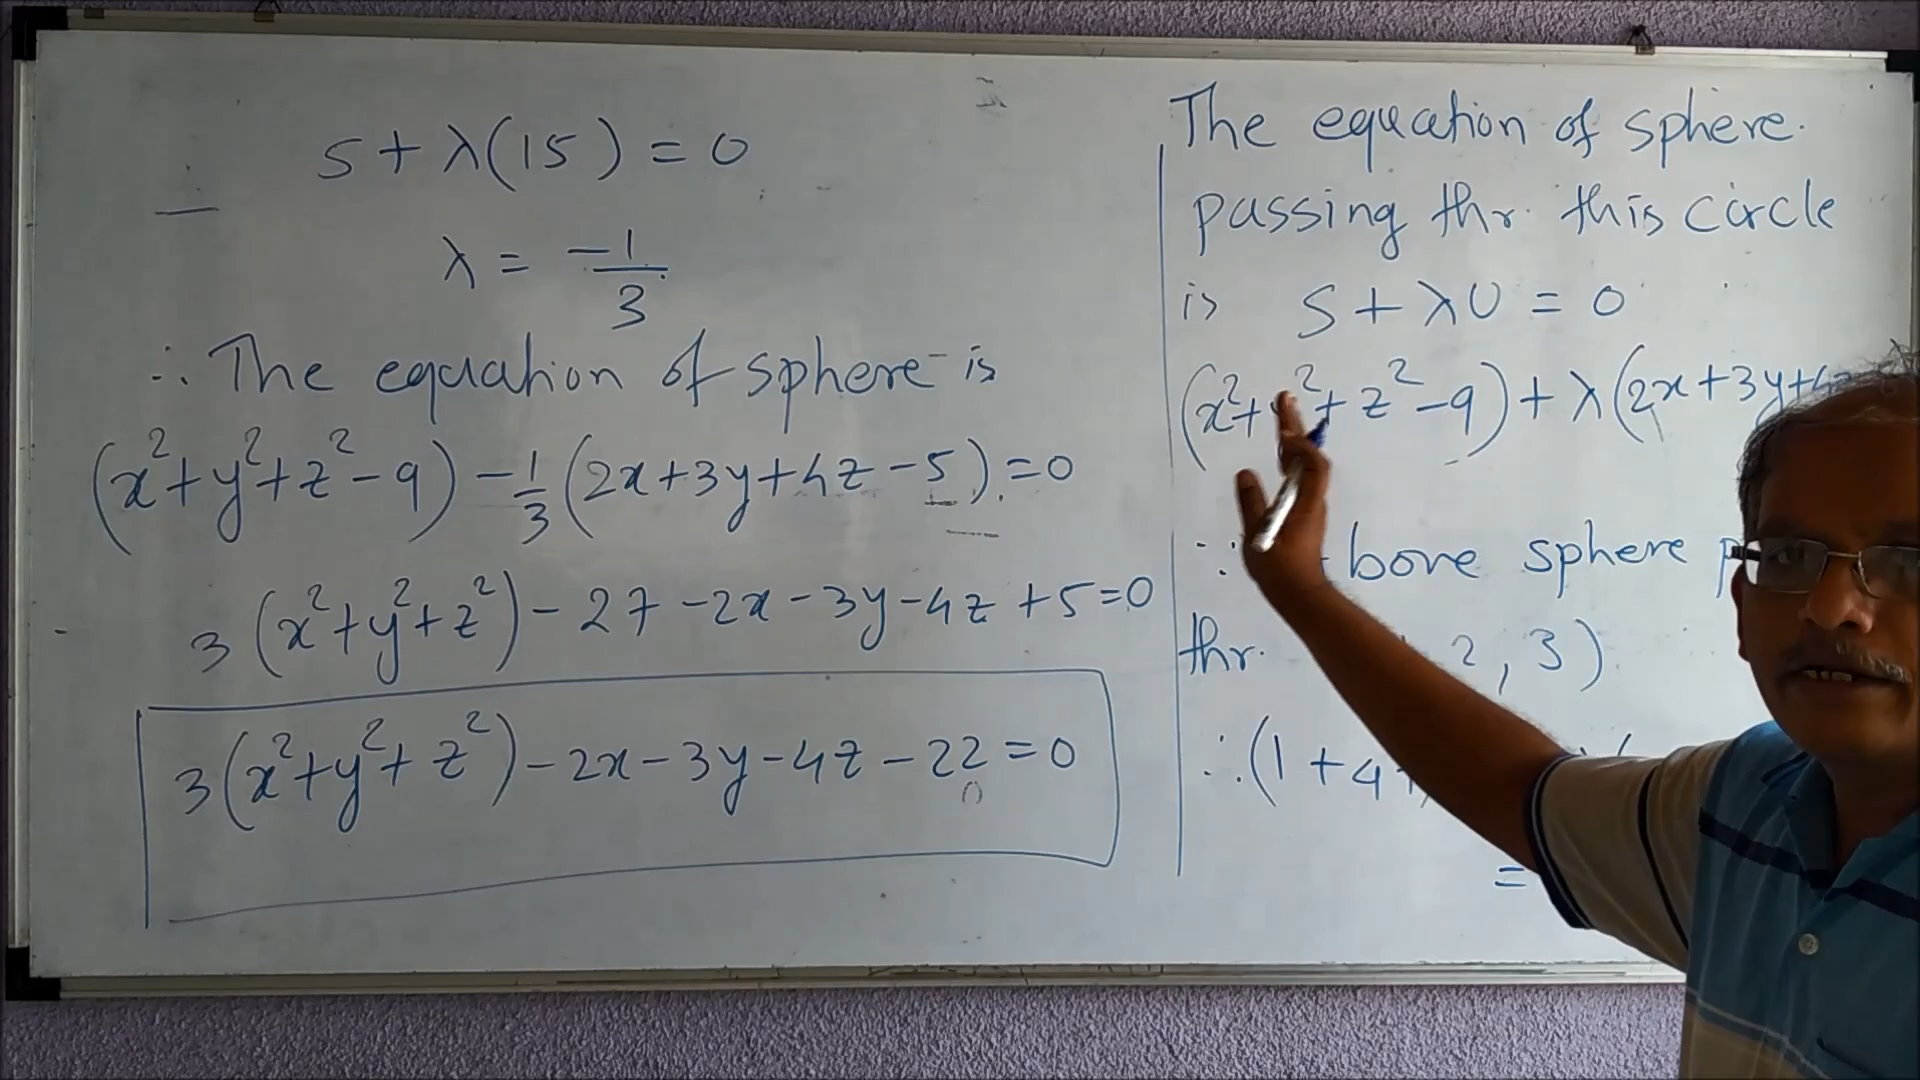 5 + λ(15) = 0
λ = -1/3
∴ The equation of sphere is
(x² + y² + z² - 9) - 1/3 (2x + 3y + 4z - 5) = 0
3 (x² + y² + z²) - 27 - 2x - 3y - 4z + 5 = 0
3 (x² + y² + z²) - 2x - 3y - 4z - 22 = 0
The equation of sphere
passing thr. this circle
is S + λU = 0
(x² + y² + z² - 9) + λ(2x + 3y + 4z
∴ bove sphere p
thr. 2, 3)
∴ (1 + 4 +
=